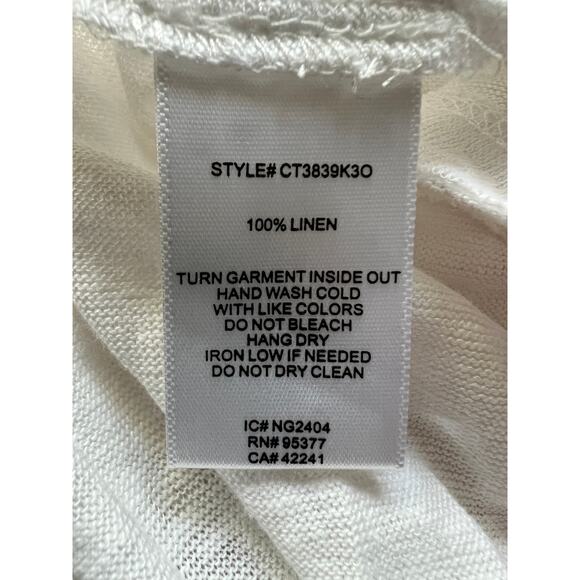 STYLE# CT3839K3O
100% LINEN
TURN GARMENT INSIDE OUT
HAND WASH COLD
WITH LIKE COLORS
DO NOT BLEACH
HANG DRY
IRON LOW IF NEEDED
DO NOT DRY CLEAN
IC# NG2404
RN# 95377
CA# 42241